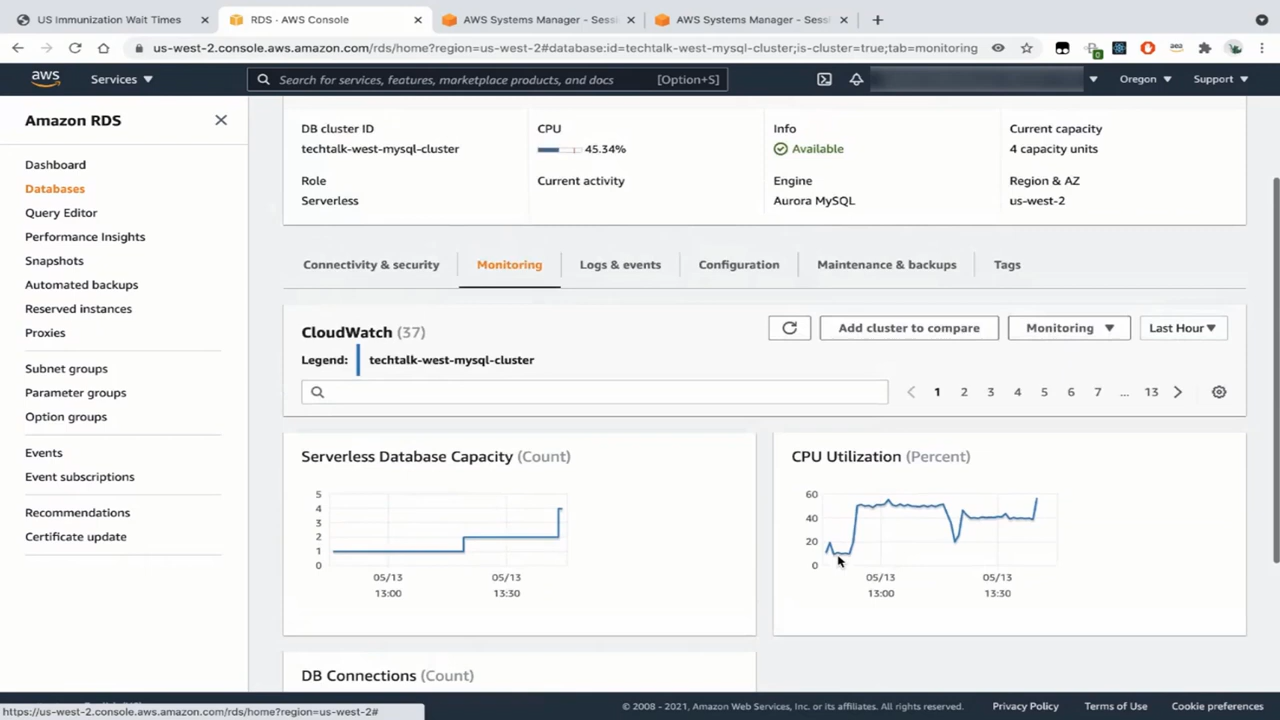 US Immunization Wait Times
RDS · AWS Console
AWS Systems Manager - Sessi
AWS Systems Manager - Sessi
us-west-2.console.aws.amazon.com/rds/home?region=us-west-2#database:id=techtalk-west-mysql-cluster;is-cluster=true;tab=monitoring
aws
Services
Search for services, features, marketplace products, and docs
[Option+S]
Oregon
Support
Amazon RDS
Dashboard
Databases
Query Editor
Performance Insights
Snapshots
Automated backups
Reserved instances
Proxies
Subnet groups
Parameter groups
Option groups
Events
Event subscriptions
Recommendations
Certificate update
DB cluster ID
techtalk-west-mysql-cluster
CPU
45.34%
Info
Available
Current capacity
4 capacity units
Role
Serverless
Current activity
Engine
Aurora MySQL
Region & AZ
us-west-2
Connectivity & security
Monitoring
Logs & events
Configuration
Maintenance & backups
Tags
CloudWatch (37)
Add cluster to compare
Monitoring
Last Hour
Legend: techtalk-west-mysql-cluster
1 2 3 4 5 6 7 ... 13
Serverless Database Capacity (Count)
5
4
3
2
1
0
05/13
13:00
05/13
13:30
CPU Utilization (Percent)
60
40
20
0
05/13
13:00
05/13
13:30
DB Connections (Count)
https://us-west-2.console.aws.amazon.com/rds/home?region=us-west-2#
© 2008 - 2021, Amazon Web Services, Inc. or its affiliates. All rights reserved.
Privacy Policy
Terms of Use
Cookie preferences